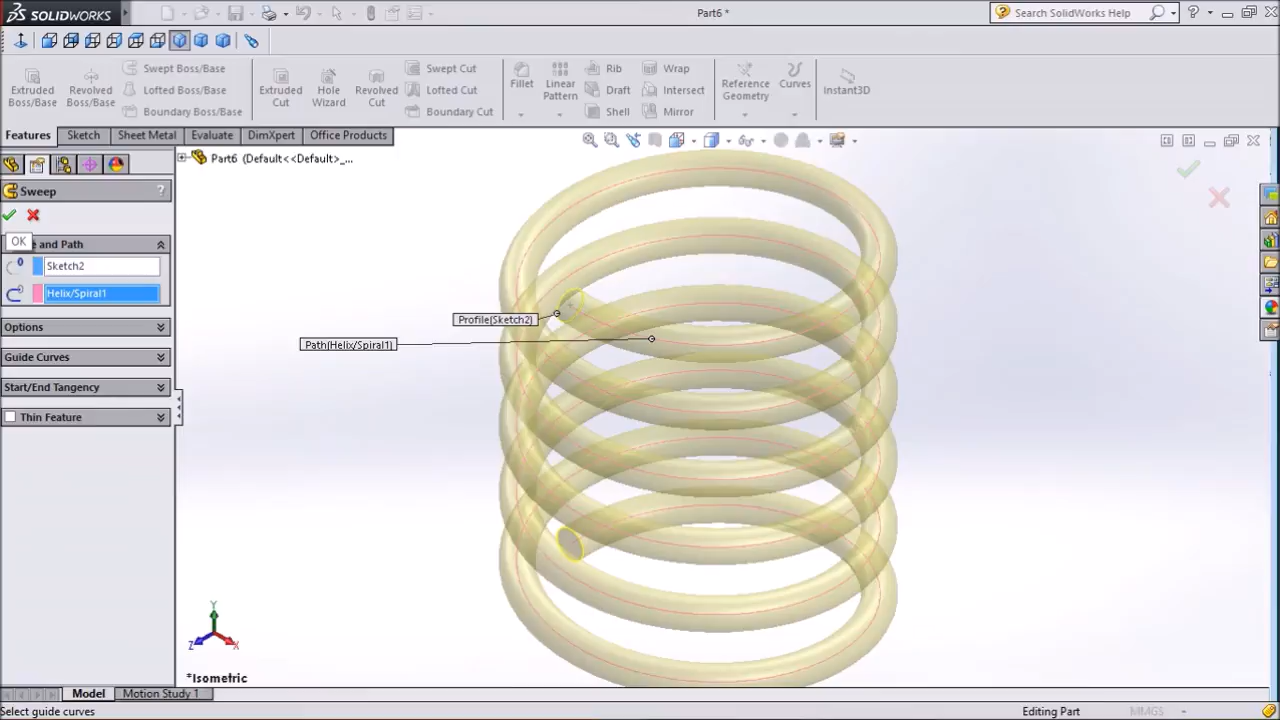 SOLIDWORKS
Part6 *
Search SolidWorks Help
Extruded Boss/Base
Revolved Boss/Base
Swept Boss/Base
Lofted Boss/Base
Boundary Boss/Base
Extruded Cut
Hole Wizard
Revolved Cut
Swept Cut
Lofted Cut
Boundary Cut
Fillet
Linear Pattern
Rib
Draft
Shell
Wrap
Intersect
Mirror
Reference Geometry
Curves
Instant3D
Features Sketch Sheet Metal Evaluate DimXpert Office Products
Part6 (Default<<Default>_...
Sweep ?
OK
e and Path
Sketch2
Helix/Spiral1
Options
Guide Curves
Start/End Tangency
Thin Feature
Profile(Sketch2)
Path(Helix/Spiral1)
Y
Z
X
*Isometric
Model Motion Study 1
Select guide curves
Editing Part
MMGS